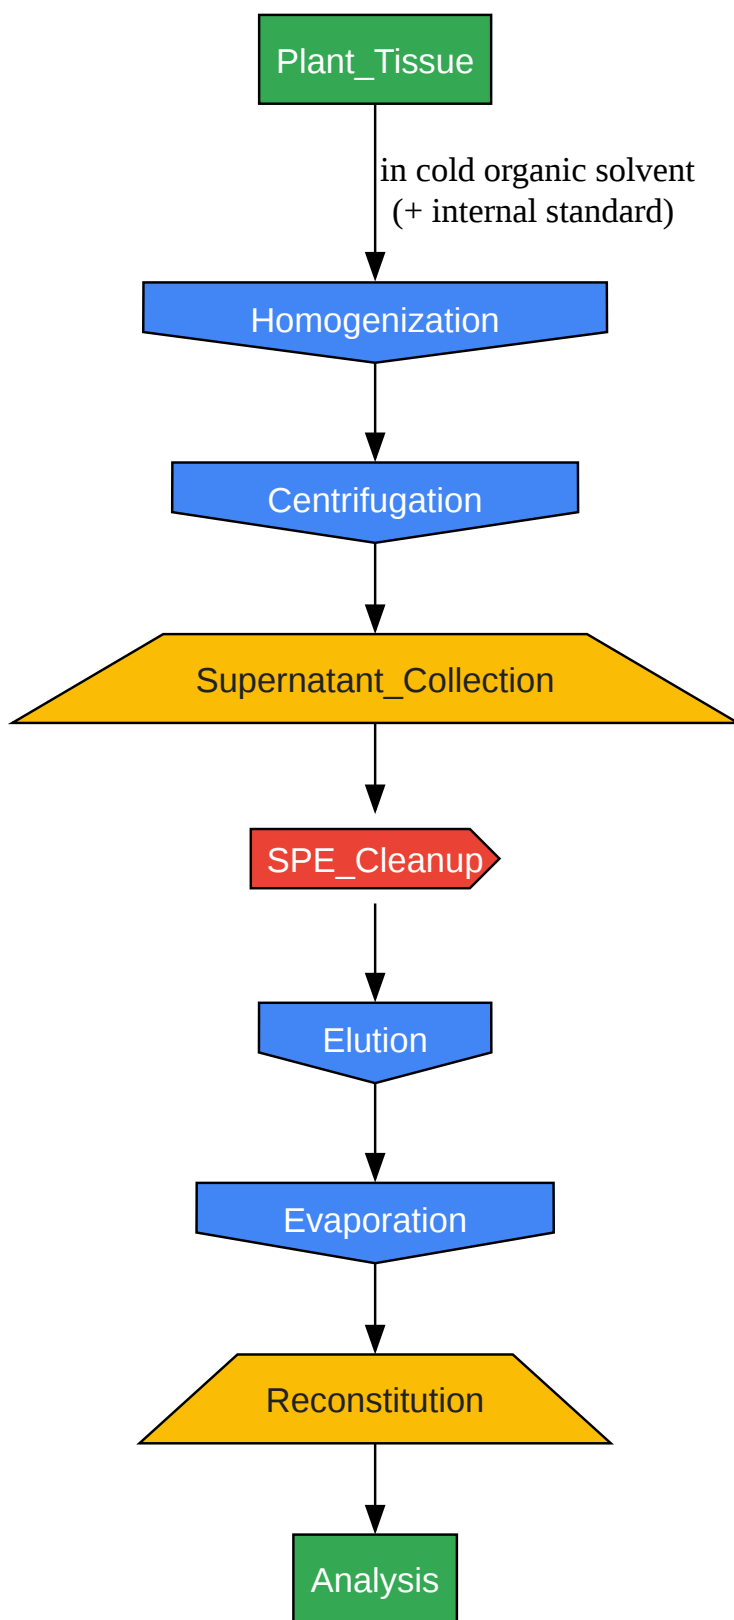 Plant_Tissue
in cold organic solvent
(+ internal standard)
Homogenization
Centrifugation
Supernatant_Collection
SPE_Cleanup
Elution
Evaporation
Reconstitution
Analysis